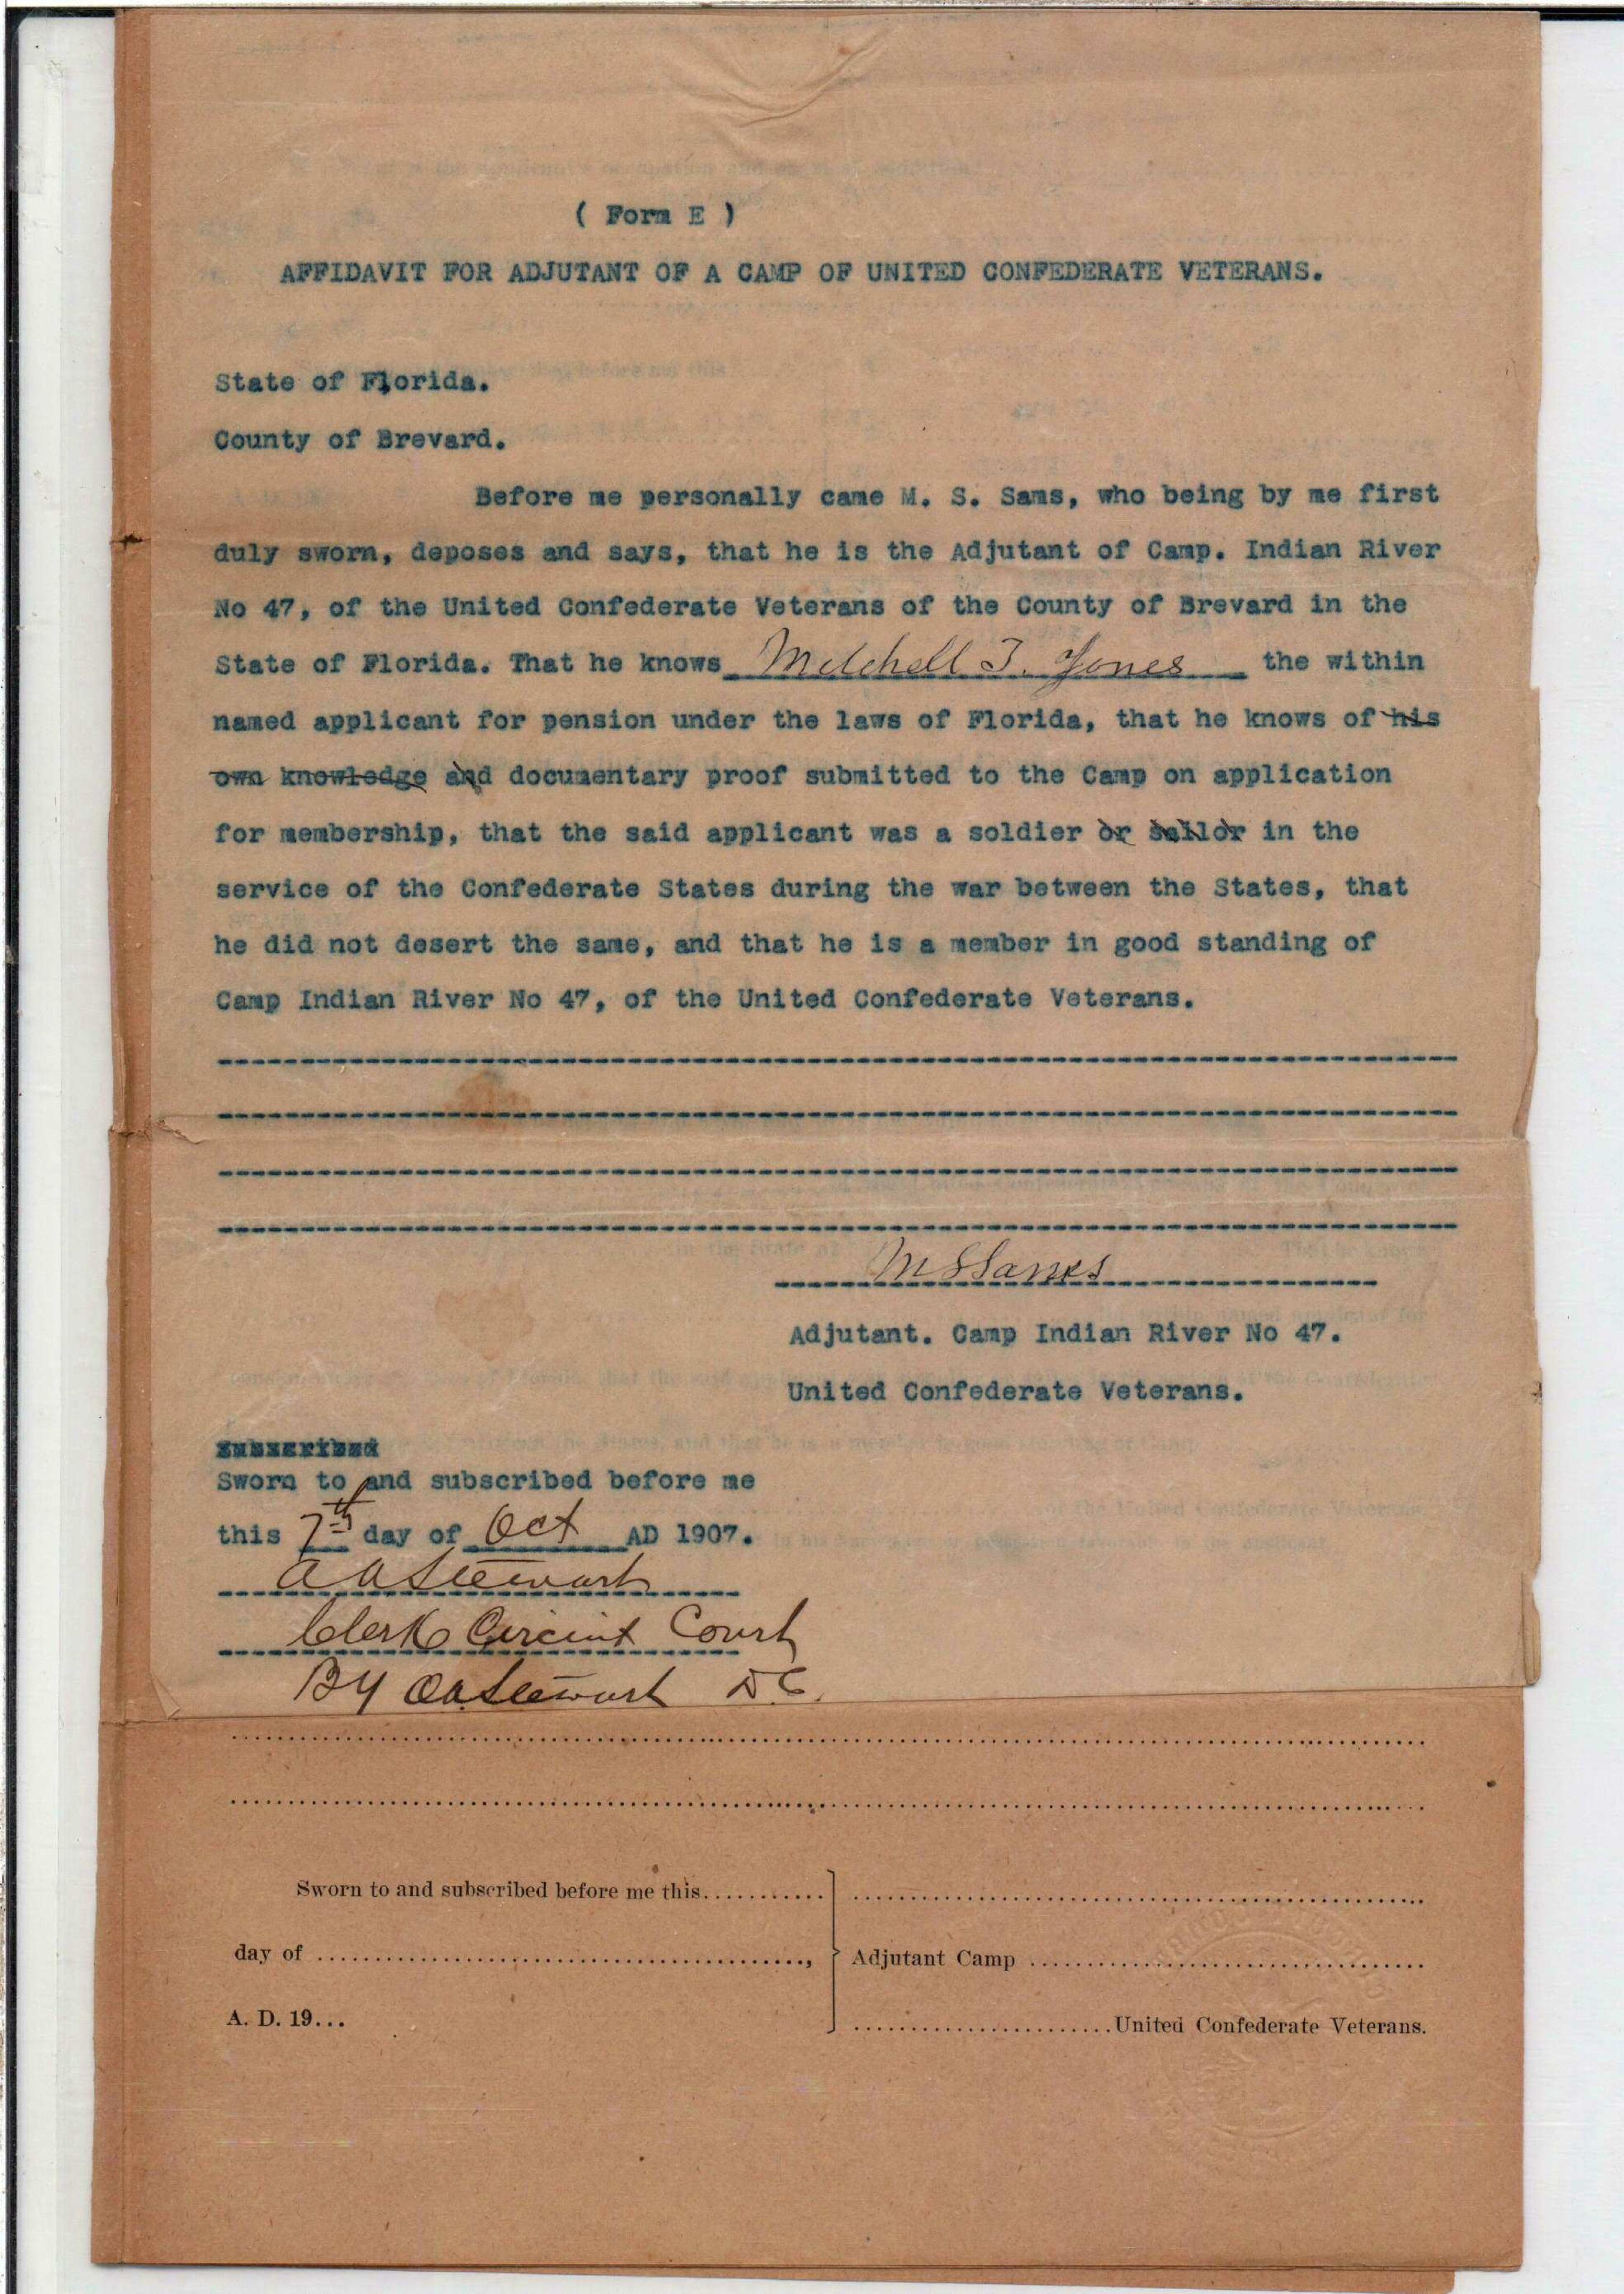 ( Form E )
AFFIDAVIT FOR ADJUTANT OF A CAMP OF UNITED CONFEDERATE VETERANS.
State of Florida.
County of Brevard.
Before me personally came M. S. Sams, who being by me first
duly sworn, deposes and says, that he is the Adjutant of Camp. Indian River
No 47, of the United Confederate Veterans of the County of Brevard in the
State of Florida. That he knows Mitchell J. Jones the within
named applicant for pension under the laws of Florida, that he knows of his
own knowledge and documentary proof submitted to the Camp on application
for membership, that the said applicant was a soldier or sailor in the
service of the Confederate States during the war between the States, that
he did not desert the same, and that he is a member in good standing of
Camp Indian River No 47, of the United Confederate Veterans.
M S Sams
Adjutant. Camp Indian River No 47.
United Confederate Veterans.
Subscribed
Sworn to and subscribed before me
this 7th day of Oct AD 1907.
A A Stewart
Clerk Circuit Court
By OA Stewart D.C.
Sworn to and subscribed before me this............
day of ............................................,
Adjutant Camp ....................................
A. D. 19...
.......................United Confederate Veterans.